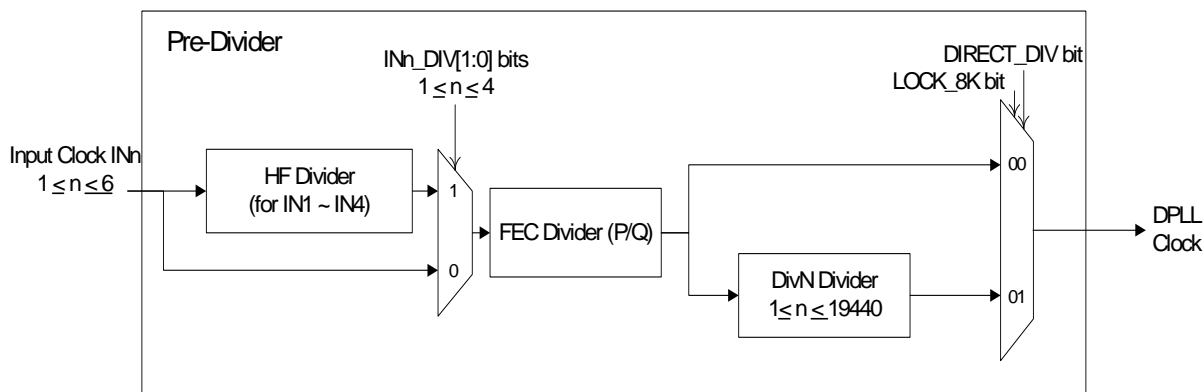 Pre-Divider
INn_DIV[1:0] bits
1 ≤ n ≤ 4
DIRECT_DIV bit
LOCK_8K bit
Input Clock INn
1 ≤ n ≤ 6
HF Divider
(for IN1 ~ IN4)
1
0
FEC Divider (P/Q)
DivN Divider
1 ≤ n ≤ 19440
00
01
DPLL
Clock